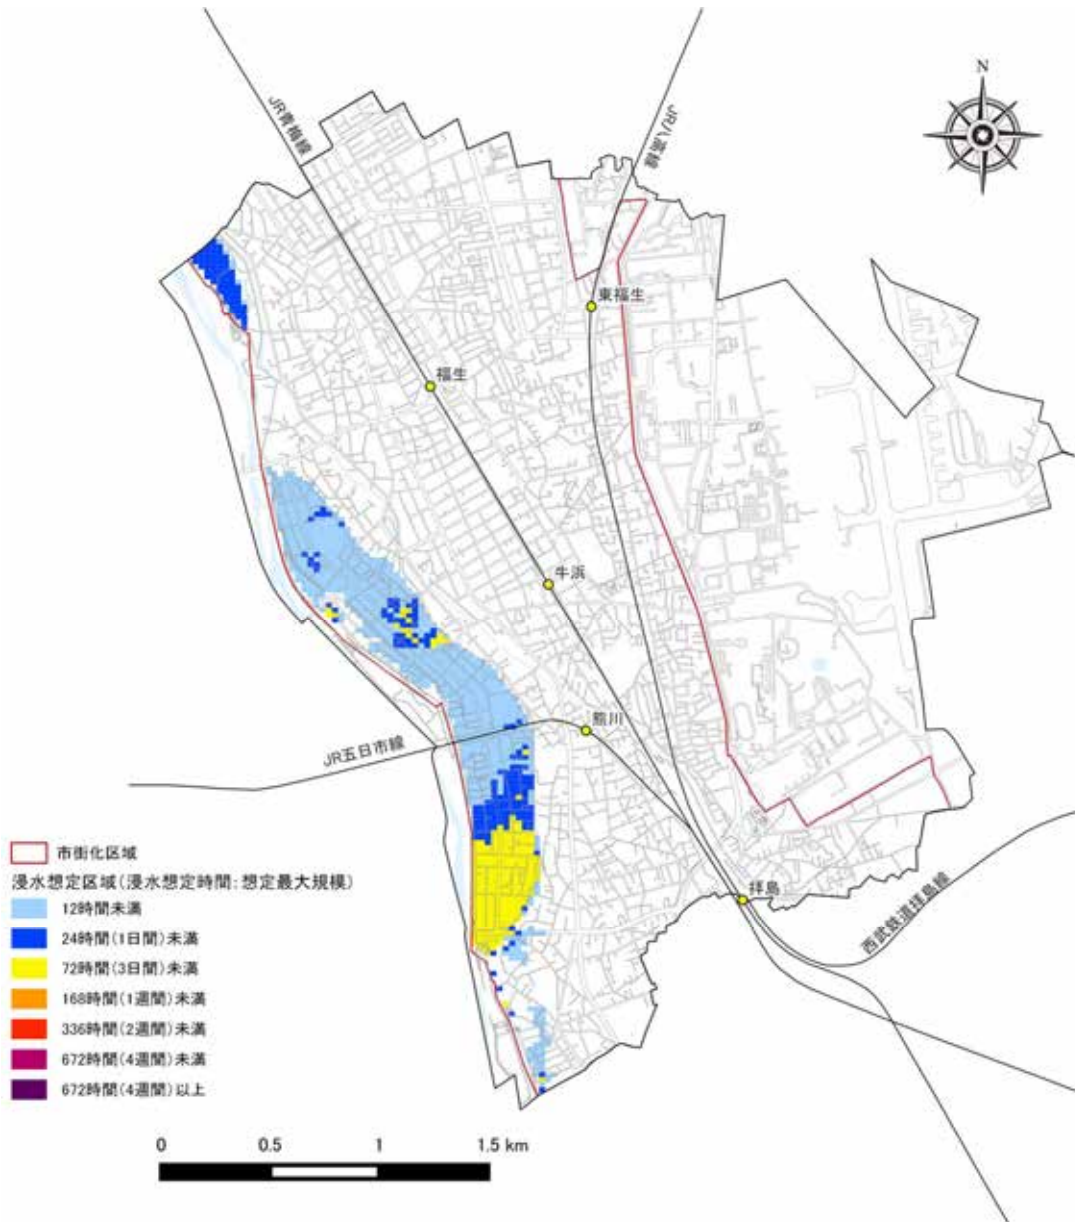 N
JR青梅線
JR八高線
東福生
福生
牛浜
熊川
JR五日市線
拝島
西武鉄道拝島線
市街化区域
浸水想定区域(浸水想定時間:想定最大規模)
12時間未満
24時間(1日間)未満
72時間(3日間)未満
168時間(1週間)未満
336時間(2週間)未満
672時間(4週間)未満
672時間(4週間)以上
0 0.5 1 1.5 km